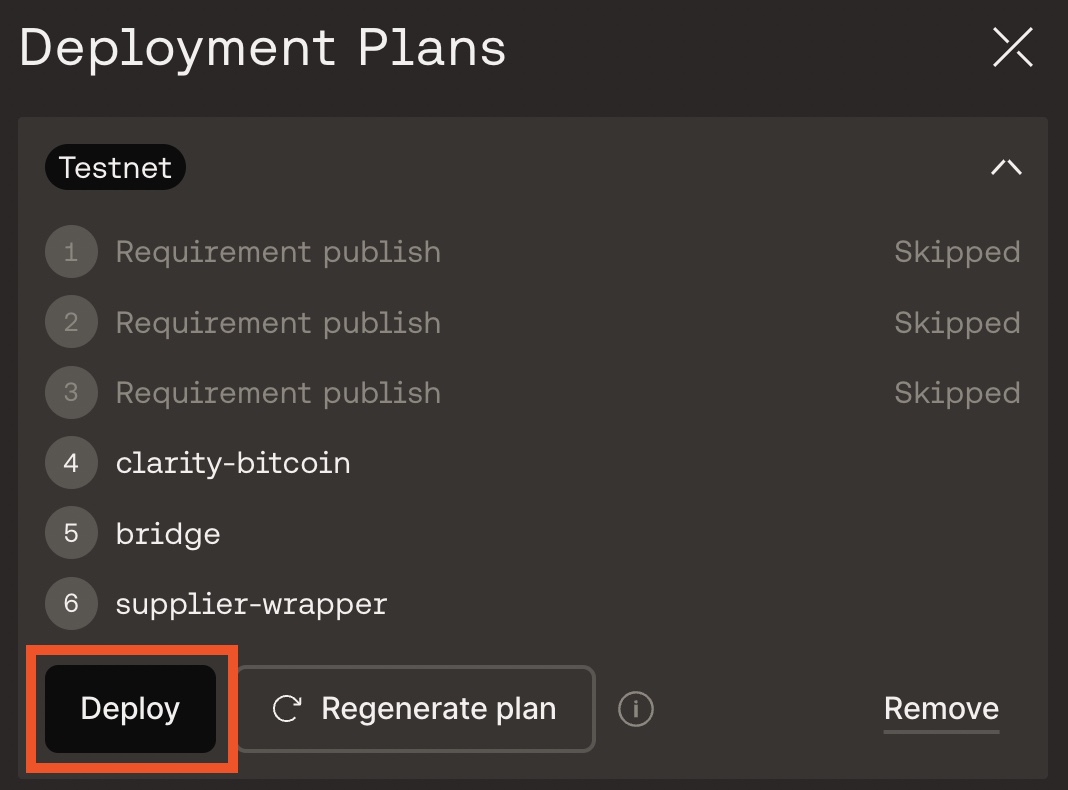 Deployment Plans
Testnet
1 Requirement publish Skipped
2 Requirement publish Skipped
3 Requirement publish Skipped
4 clarity-bitcoin
5 bridge
6 supplier-wrapper
Deploy Regenerate plan i Remove